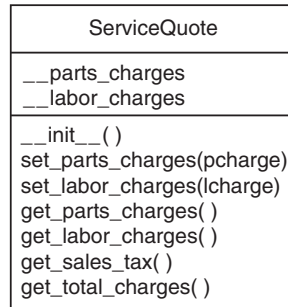 ServiceQuote
__parts_charges
__labor_charges
__init__( )
set_parts_charges(pcharge)
set_labor_charges(lcharge)
get_parts_charges( )
get_labor_charges( )
get_sales_tax( )
get_total_charges( )